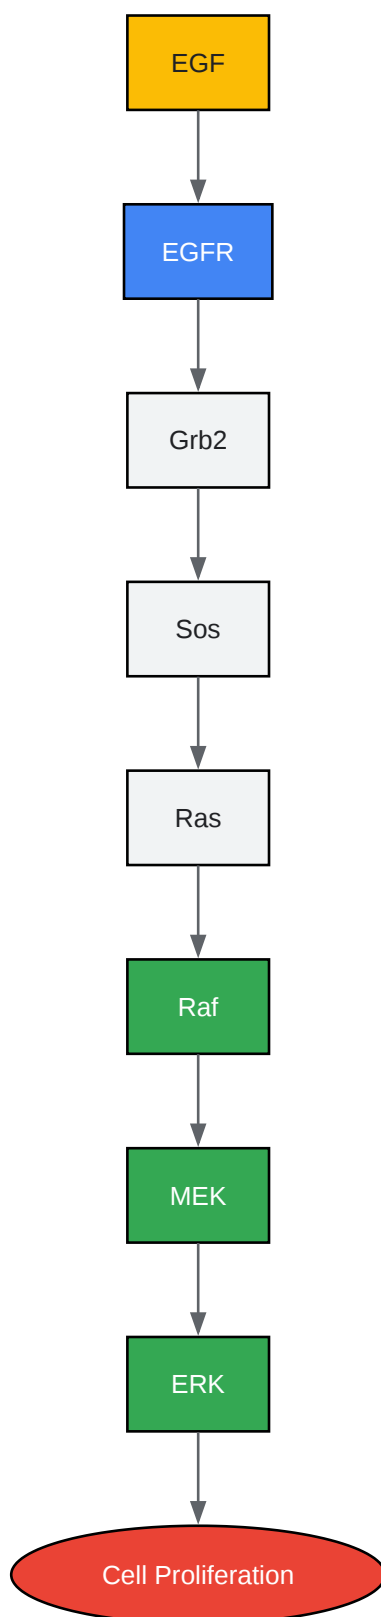 EGF
EGFR
Grb2
Sos
Ras
Raf
MEK
ERK
Cell Proliferation